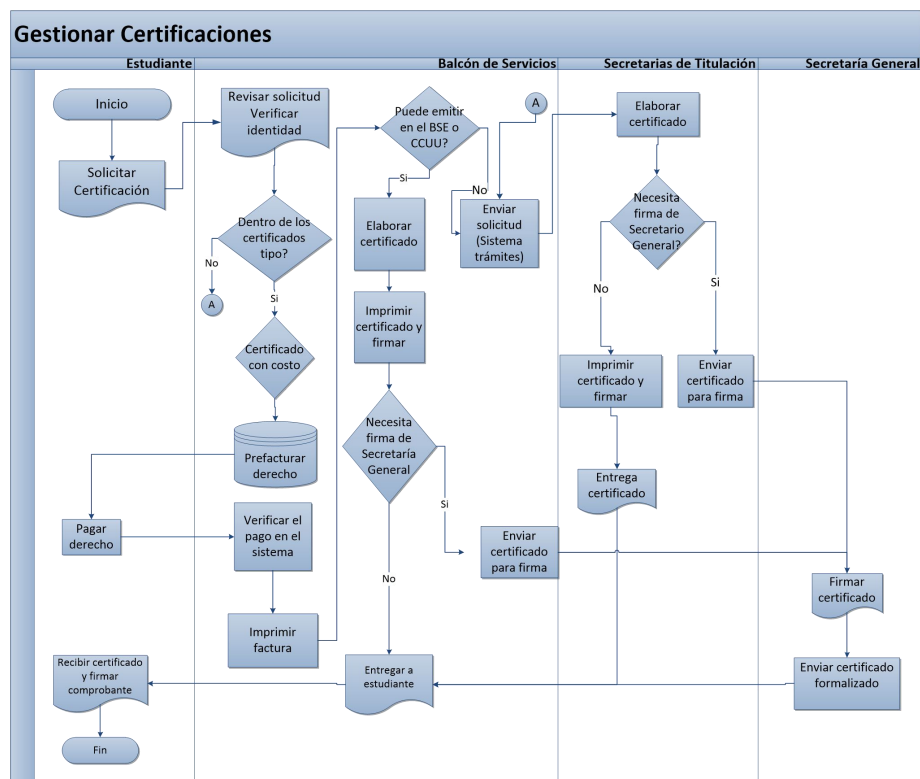 Gestionar Certificaciones
Estudiante
Balcón de Servicios
Secretarias de Titulación
Secretaría General
Inicio
Solicitar
Certificación
Revisar solicitud
Verificar
identidad
Dentro de los
certificados
tipo?
No
A
Si
Certificado
con costo
Prefacturar
derecho
Pagar
derecho
Verificar el
pago en el
sistema
Imprimir
factura
Puede emitir
en el BSE o
CCUU?
Si
No
A
Elaborar
certificado
Enviar
solicitud
(Sistema
trámites)
Imprimir
certificado y
firmar
Necesita
firma de
Secretaría
General
Si
No
Enviar
certificado
para firma
Entregar a
estudiante
Elaborar
certificado
Necesita
firma de
Secretario
General?
No
Si
Imprimir
certificado y
firmar
Enviar
certificado
para firma
Entrega
certificado
Firmar
certificado
Enviar certificado
formalizado
Recibir certificado
y firmar
comprobante
Fin